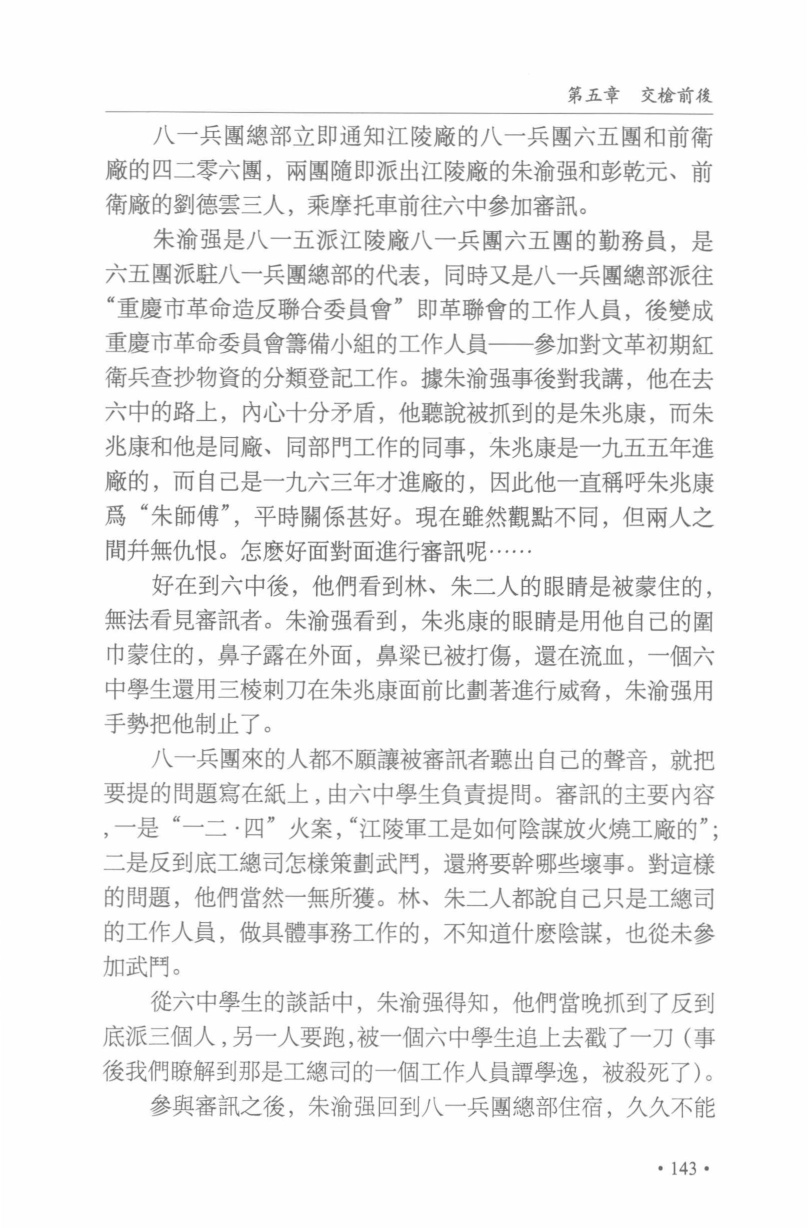 第五章　交槍前後
八一兵團總部立即通知江陵廠的八一兵團六五團和前衛
廠的四二零六團，兩團隨即派出江陵廠的朱渝强和彭乾元、前
衛廠的劉德雲三人，乘摩托車前往六中參加審訊。
朱渝强是八一五派江陵廠八一兵團六五團的勤務員，是
六五團派駐八一兵團總部的代表，同時又是八一兵團總部派往
“重慶市革命造反聯合委員會”即革聯會的工作人員，後變成
重慶市革命委員會籌備小組的工作人員——參加對文革初期紅
衛兵查抄物資的分類登記工作。據朱渝强事後對我講，他在去
六中的路上，內心十分矛盾，他聽說被抓到的是朱兆康，而朱
兆康和他是同廠、同部門工作的同事，朱兆康是一九五五年進
廠的，而自己是一九六三年才進廠的，因此他一直稱呼朱兆康
爲“朱師傅”，平時關係甚好。現在雖然觀點不同，但兩人之
間幷無仇恨。怎麽好面對面進行審訊呢……
好在到六中後，他們看到林、朱二人的眼睛是被蒙住的，
無法看見審訊者。朱渝强看到，朱兆康的眼睛是用他自己的圍
巾蒙住的，鼻子露在外面，鼻梁已被打傷，還在流血，一個六
中學生還用三棱刺刀在朱兆康面前比劃著進行威脅，朱渝强用
手勢把他制止了。
八一兵團來的人都不願讓被審訊者聽出自己的聲音，就把
要提的問題寫在紙上，由六中學生負責提問。審訊的主要內容
，一是“一二·四”火案，“江陵軍工是如何陰謀放火燒工廠的”；
二是反到底工總司怎樣策劃武鬥，還將要幹哪些壞事。對這樣
的問題，他們當然一無所獲。林、朱二人都說自己只是工總司
的工作人員，做具體事務工作的，不知道什麽陰謀，也從未參
加武鬥。
從六中學生的談話中，朱渝强得知，他們當晚抓到了反到
底派三個人，另一人要跑，被一個六中學生追上去戳了一刀（事
後我們瞭解到那是工總司的一個工作人員譚學逸，被殺死了）。
參與審訊之後，朱渝强回到八一兵團總部住宿，久久不能
·143·